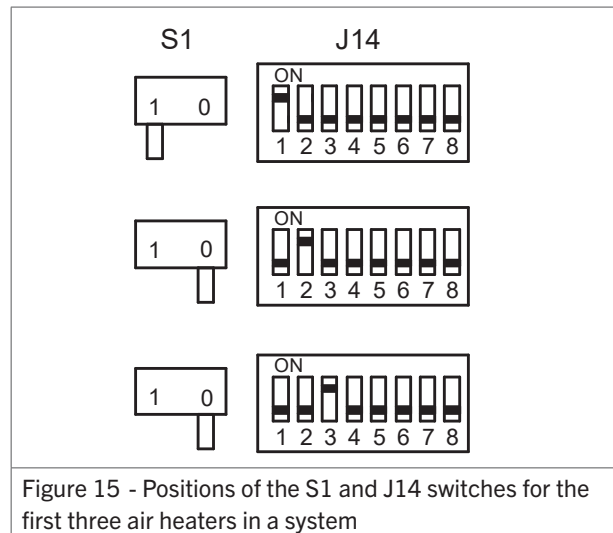 S1 J14
ON
1 0
1 2 3 4 5 6 7 8
ON
1 0
1 2 3 4 5 6 7 8
ON
1 0
1 2 3 4 5 6 7 8
Figure 15 - Positions of the S1 and J14 switches for the
first three air heaters in a system